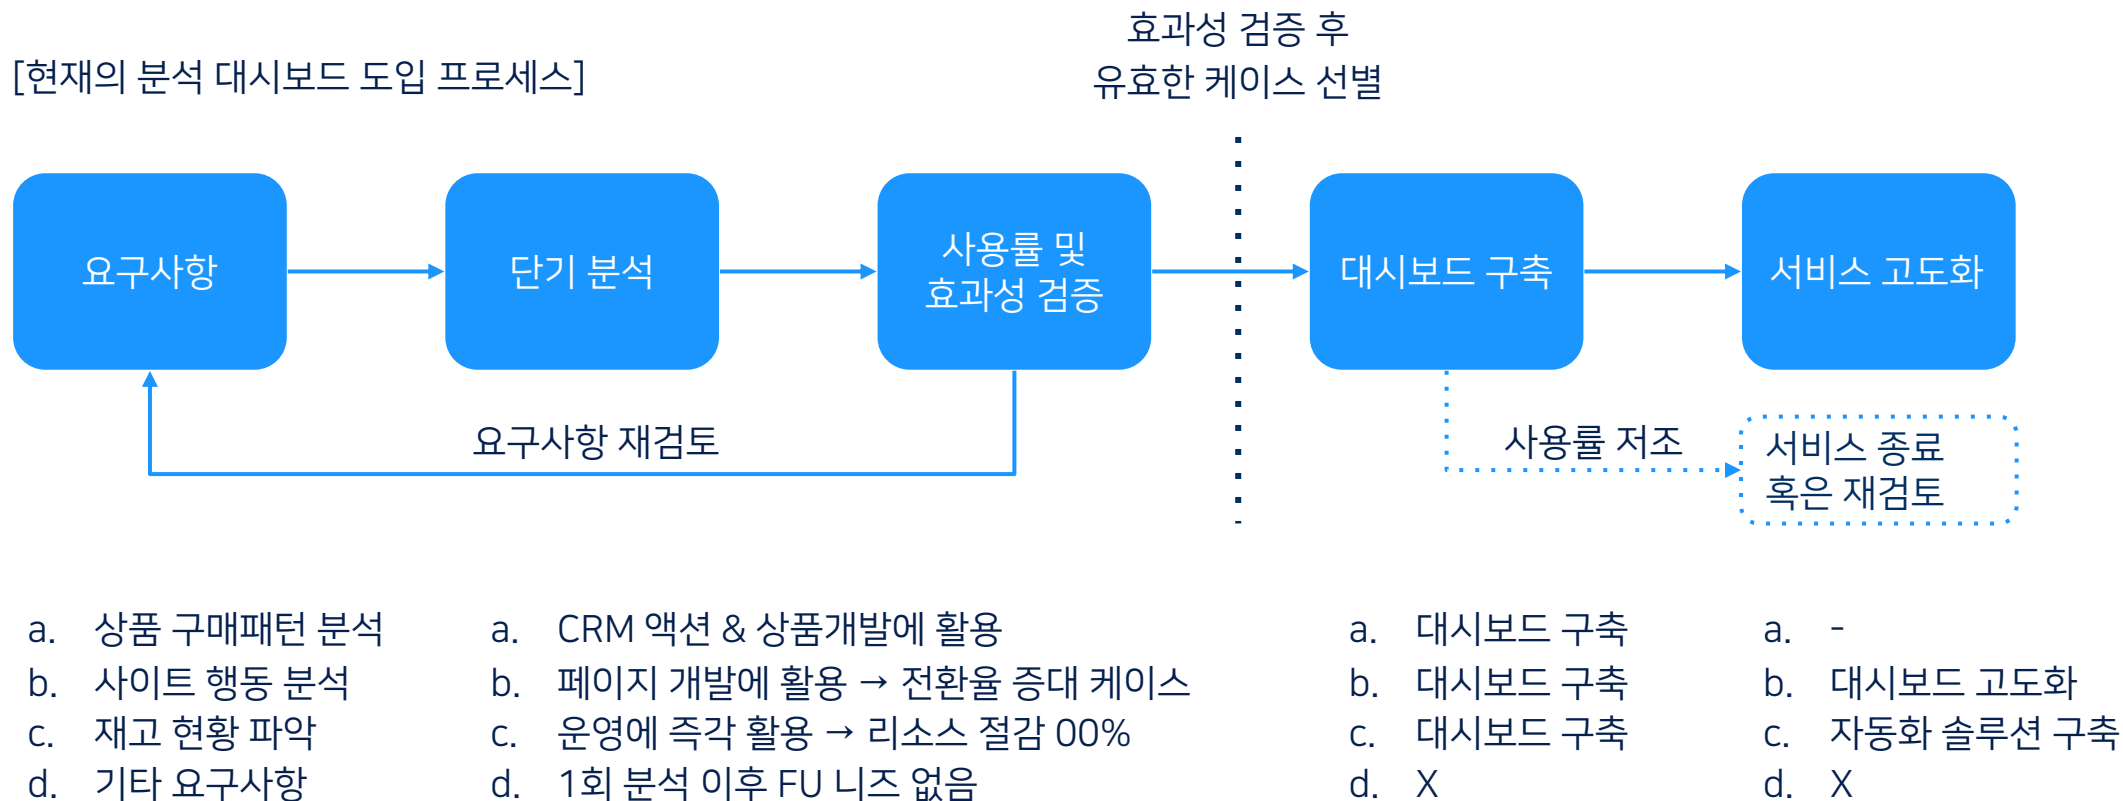 [현재의 분석 대시보드 도입 프로세스]
효과성 검증 후
유효한 케이스 선별
요구사항
단기 분석
사용률 및
효과성 검증
대시보드 구축
서비스 고도화
요구사항 재검토
사용률 저조
서비스 종료
혹은 재검토
a. 상품 구매패턴 분석
b. 사이트 행동 분석
c. 재고 현황 파악
d. 기타 요구사항
a. CRM 액션 & 상품개발에 활용
b. 페이지 개발에 활용 → 전환율 증대 케이스
c. 운영에 즉각 활용 → 리소스 절감 00%
d. 1회 분석 이후 FU 니즈 없음
a. 대시보드 구축
b. 대시보드 구축
c. 대시보드 구축
d. X
a. -
b. 대시보드 고도화
c. 자동화 솔루션 구축
d. X